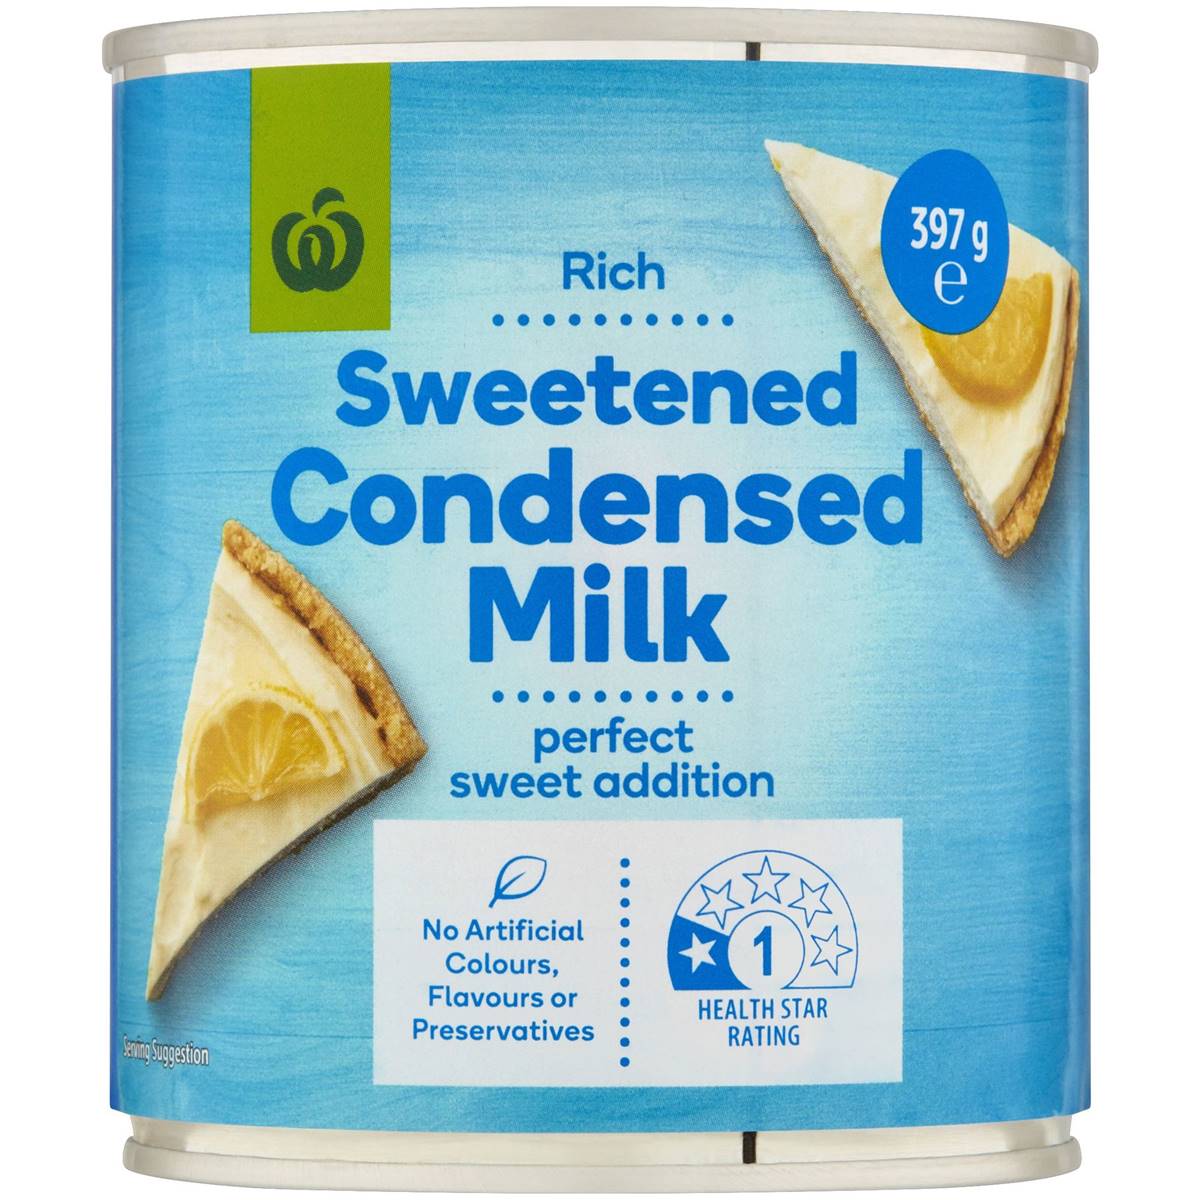 397 g
e
Rich
Sweetened
Condensed
Milk
perfect
sweet addition
No Artificial
Colours,
Flavours or
Preservatives
1
HEALTH STAR
RATING
Serving Suggestion